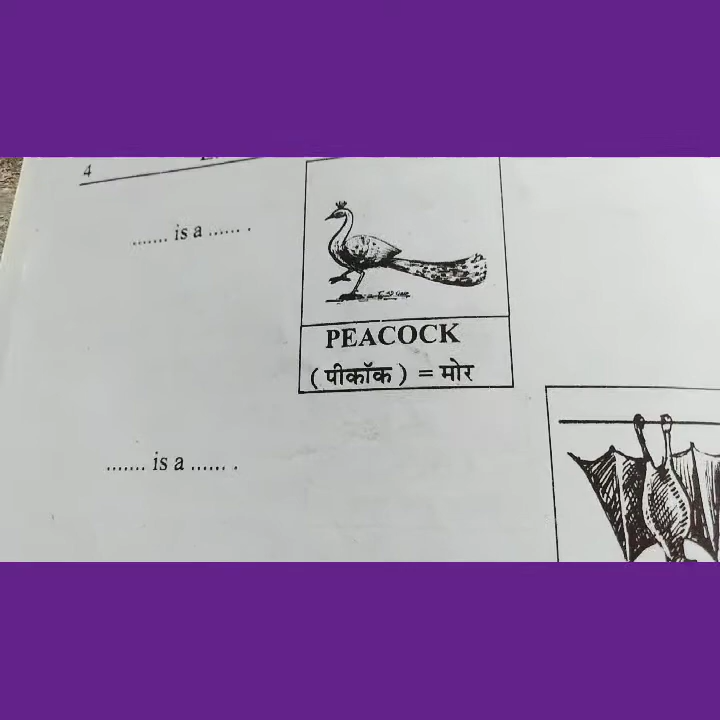 4
....... is a ...... .
PEACOCK
( पीकॉक ) = मोर
....... is a ...... .